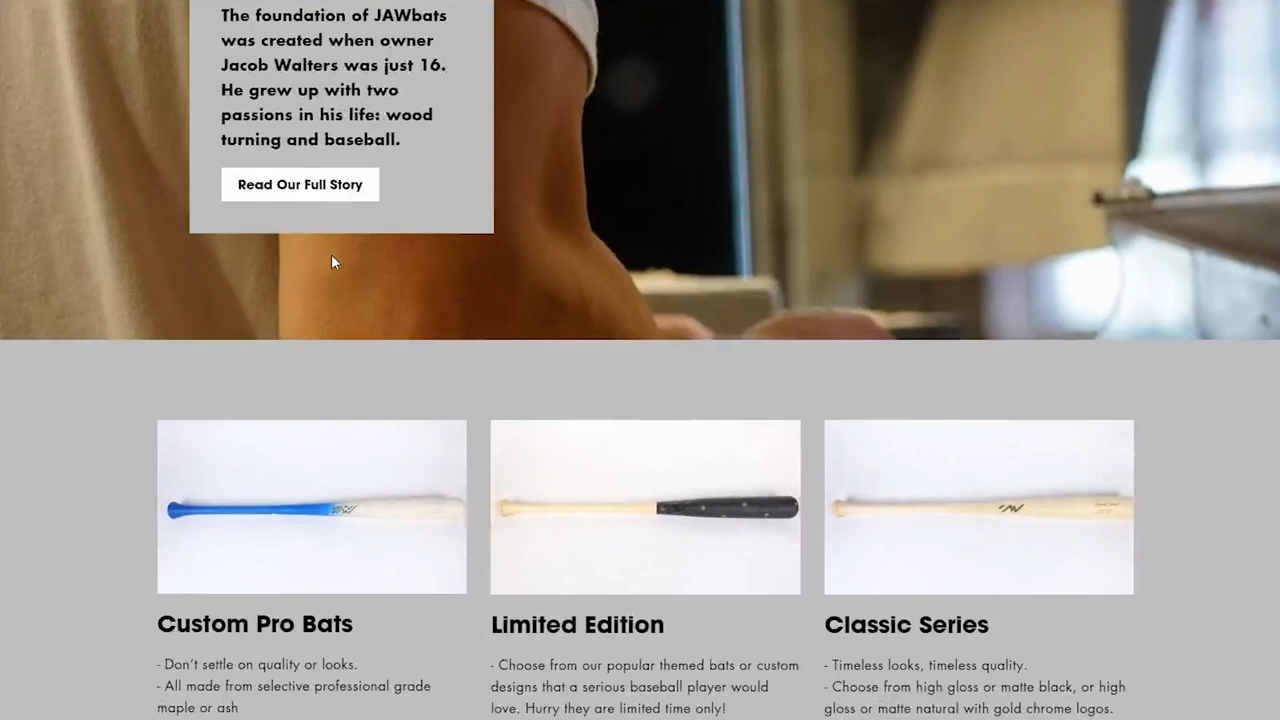 The foundation of JAWbats
was created when owner
Jacob Walters was just 16.
He grew up with two
passions in his life: wood
turning and baseball.
Read Our Full Story
Custom Pro Bats
- Don't settle on quality or looks.
- All made from selective professional grade
maple or ash
Limited Edition
- Choose from our popular themed bats or custom
designs that a serious baseball player would
love. Hurry they are limited time only!
Classic Series
- Timeless looks, timeless quality.
- Choose from high gloss or matte black, or high
gloss or matte natural with gold chrome logos.